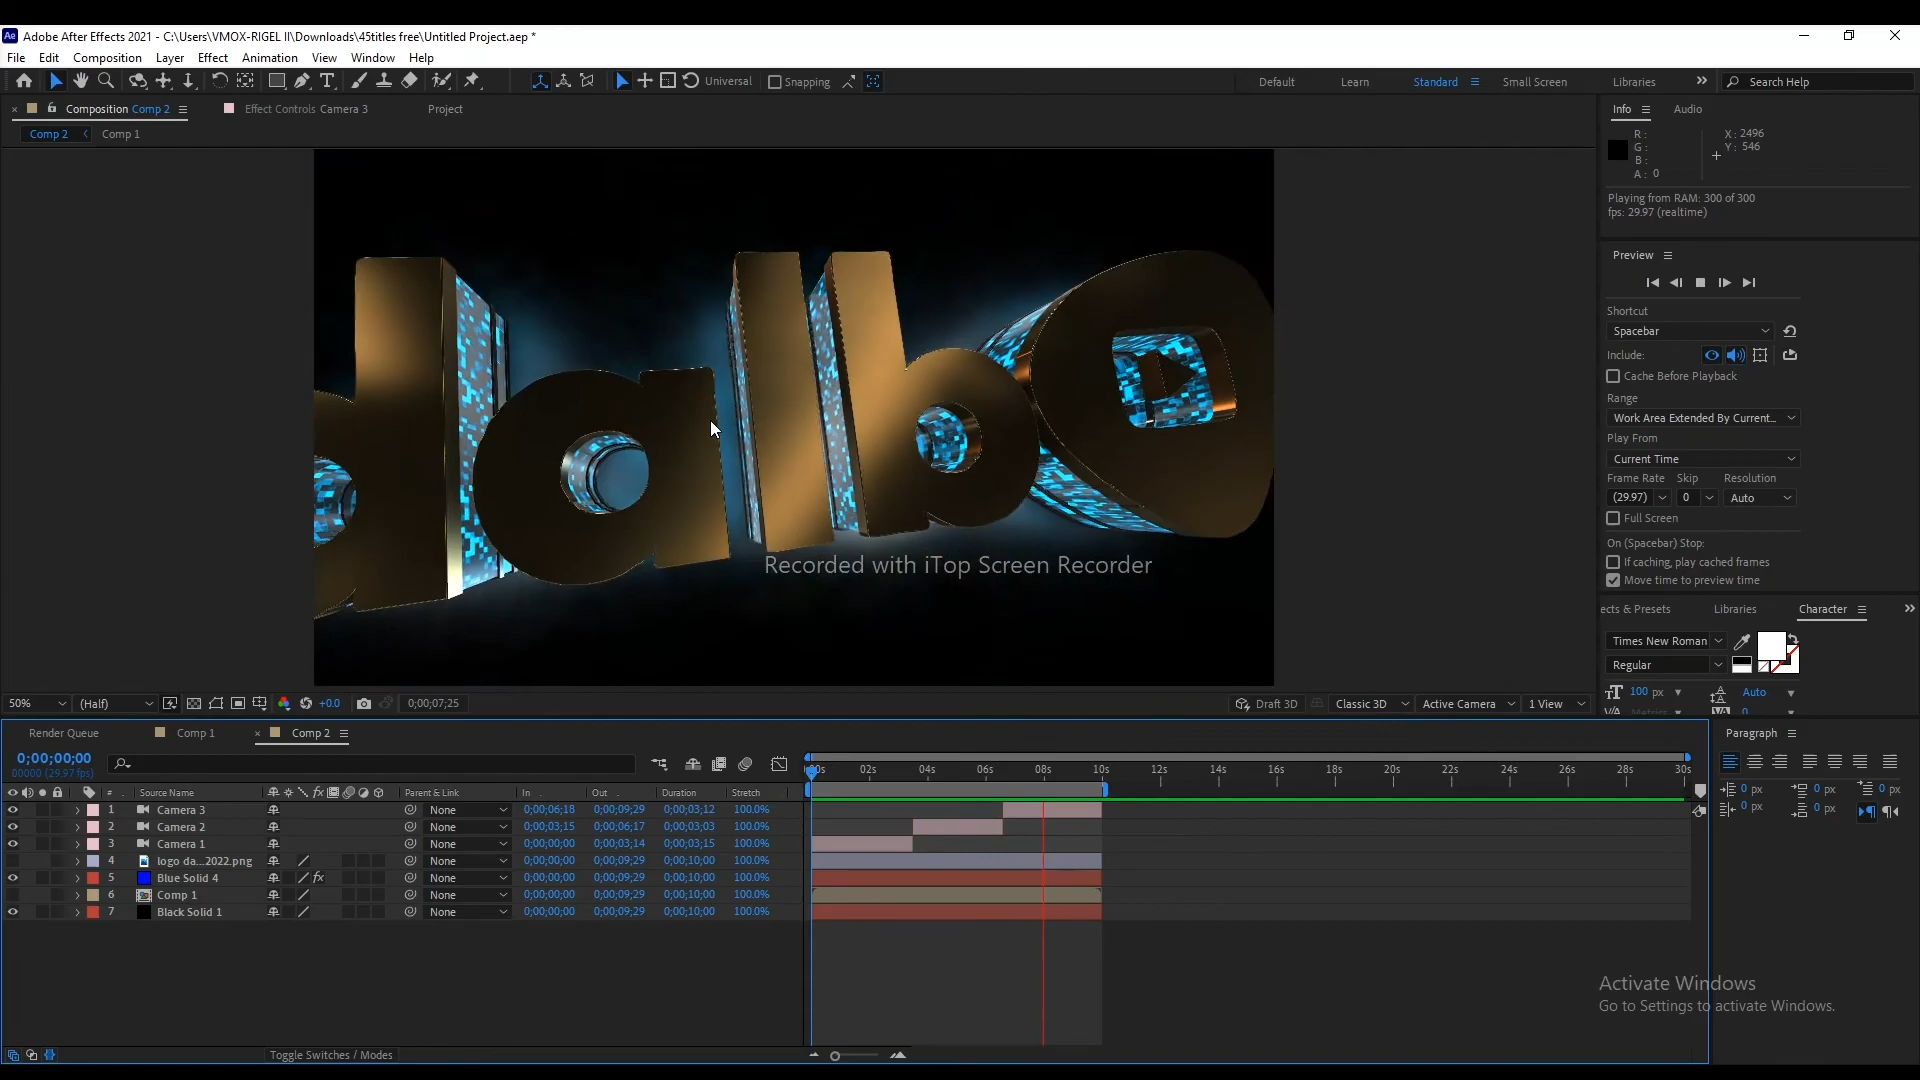 Adobe After Effects 2021 - C:\Users\VMOX-RIGEL II\Downloads\45titles free\Untitled Project.aep *
File Edit Composition Layer Effect Animation View Window Help
Universal Snapping Default Learn Standard Small Screen Libraries Search Help
Composition Comp 2 Effect Controls Camera 3 Project
Comp 2 Comp 1
Info Audio
R:
G:
B:
A: 0
X: 2496
Y: 546
Playing from RAM: 300 of 300
fps: 29.97 (realtime)
Preview
Shortcut
Spacebar
Include:
Cache Before Playback
Range
Work Area Extended By Current...
Play From
Current Time
Frame Rate Skip Resolution
(29.97) 0 Auto
Full Screen
On (Spacebar) Stop:
If caching, play cached frames
Move time to preview time
ects & Presets Libraries Character
Times New Roman
Regular
100 px Auto
dallb
Recorded with iTop Screen Recorder
50% (Half) +0.0 0;00;07;25 Draft 3D Classic 3D Active Camera 1 View
Render Queue Comp 1 Comp 2
0;00;00;00
00000 (29.97 fps)
02s 04s 06s 08s 10s 12s 14s 16s 18s 20s 22s 24s 26s 28s 30s
# Source Name fx Parent & Link In Out Duration Stretch
1 Camera 3 None 0;00;06;18 0;00;09;29 0;00;03;12 100.0%
2 Camera 2 None 0;00;03;15 0;00;06;17 0;00;03;03 100.0%
3 Camera 1 None 0;00;00;00 0;00;03;14 0;00;03;15 100.0%
4 logo da...2022.png None 0;00;00;00 0;00;09;29 0;00;10;00 100.0%
5 Blue Solid 4 fx None 0;00;00;00 0;00;09;29 0;00;10;00 100.0%
6 Comp 1 None 0;00;00;00 0;00;09;29 0;00;10;00 100.0%
7 Black Solid 1 None 0;00;00;00 0;00;09;29 0;00;10;00 100.0%
Toggle Switches / Modes
Paragraph
0 px 0 px 0 px
0 px 0 px
Activate Windows
Go to Settings to activate Windows.